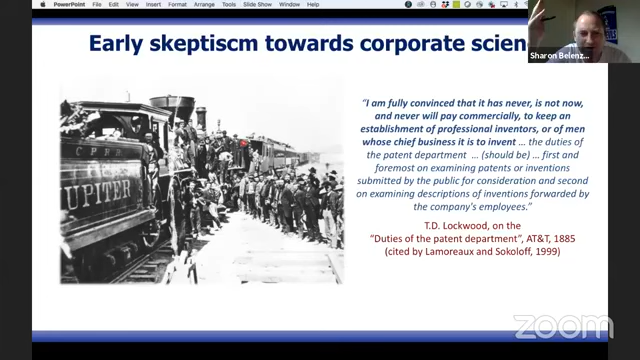 PowerPoint File Edit View Insert Format Arrange Tools Slide Show Window Help
Early skeptiscm towards corporate scien
Sharon Belenz...
C P R R
JUPITER
"I am fully convinced that it has never, is not now,
and never will pay commercially, to keep an
establishment of professional inventors, or of men
whose chief business it is to invent ... the duties of
the patent department ... (should be) ... first and
foremost on examining patents or inventions
submitted by the public for consideration and second
on examining descriptions of inventions forwarded by
the company's employees."
T.D. Lockwood, on the
"Duties of the patent department", AT&T, 1885
(cited by Lamoreaux and Sokoloff, 1999)
zoom